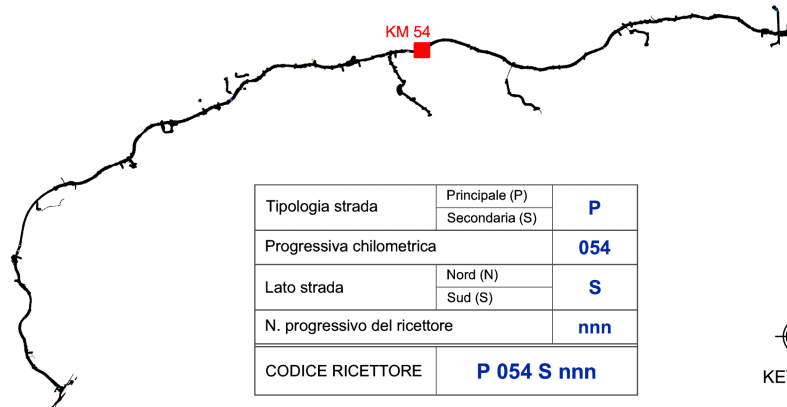 KM 54
Tipologia strada
Principale (P)
Secondaria (S)
P
Progressiva chilometrica
054
Lato strada
Nord (N)
Sud (S)
S
N. progressivo del ricettore
nnn
CODICE RICETTORE
P 054 S nnn